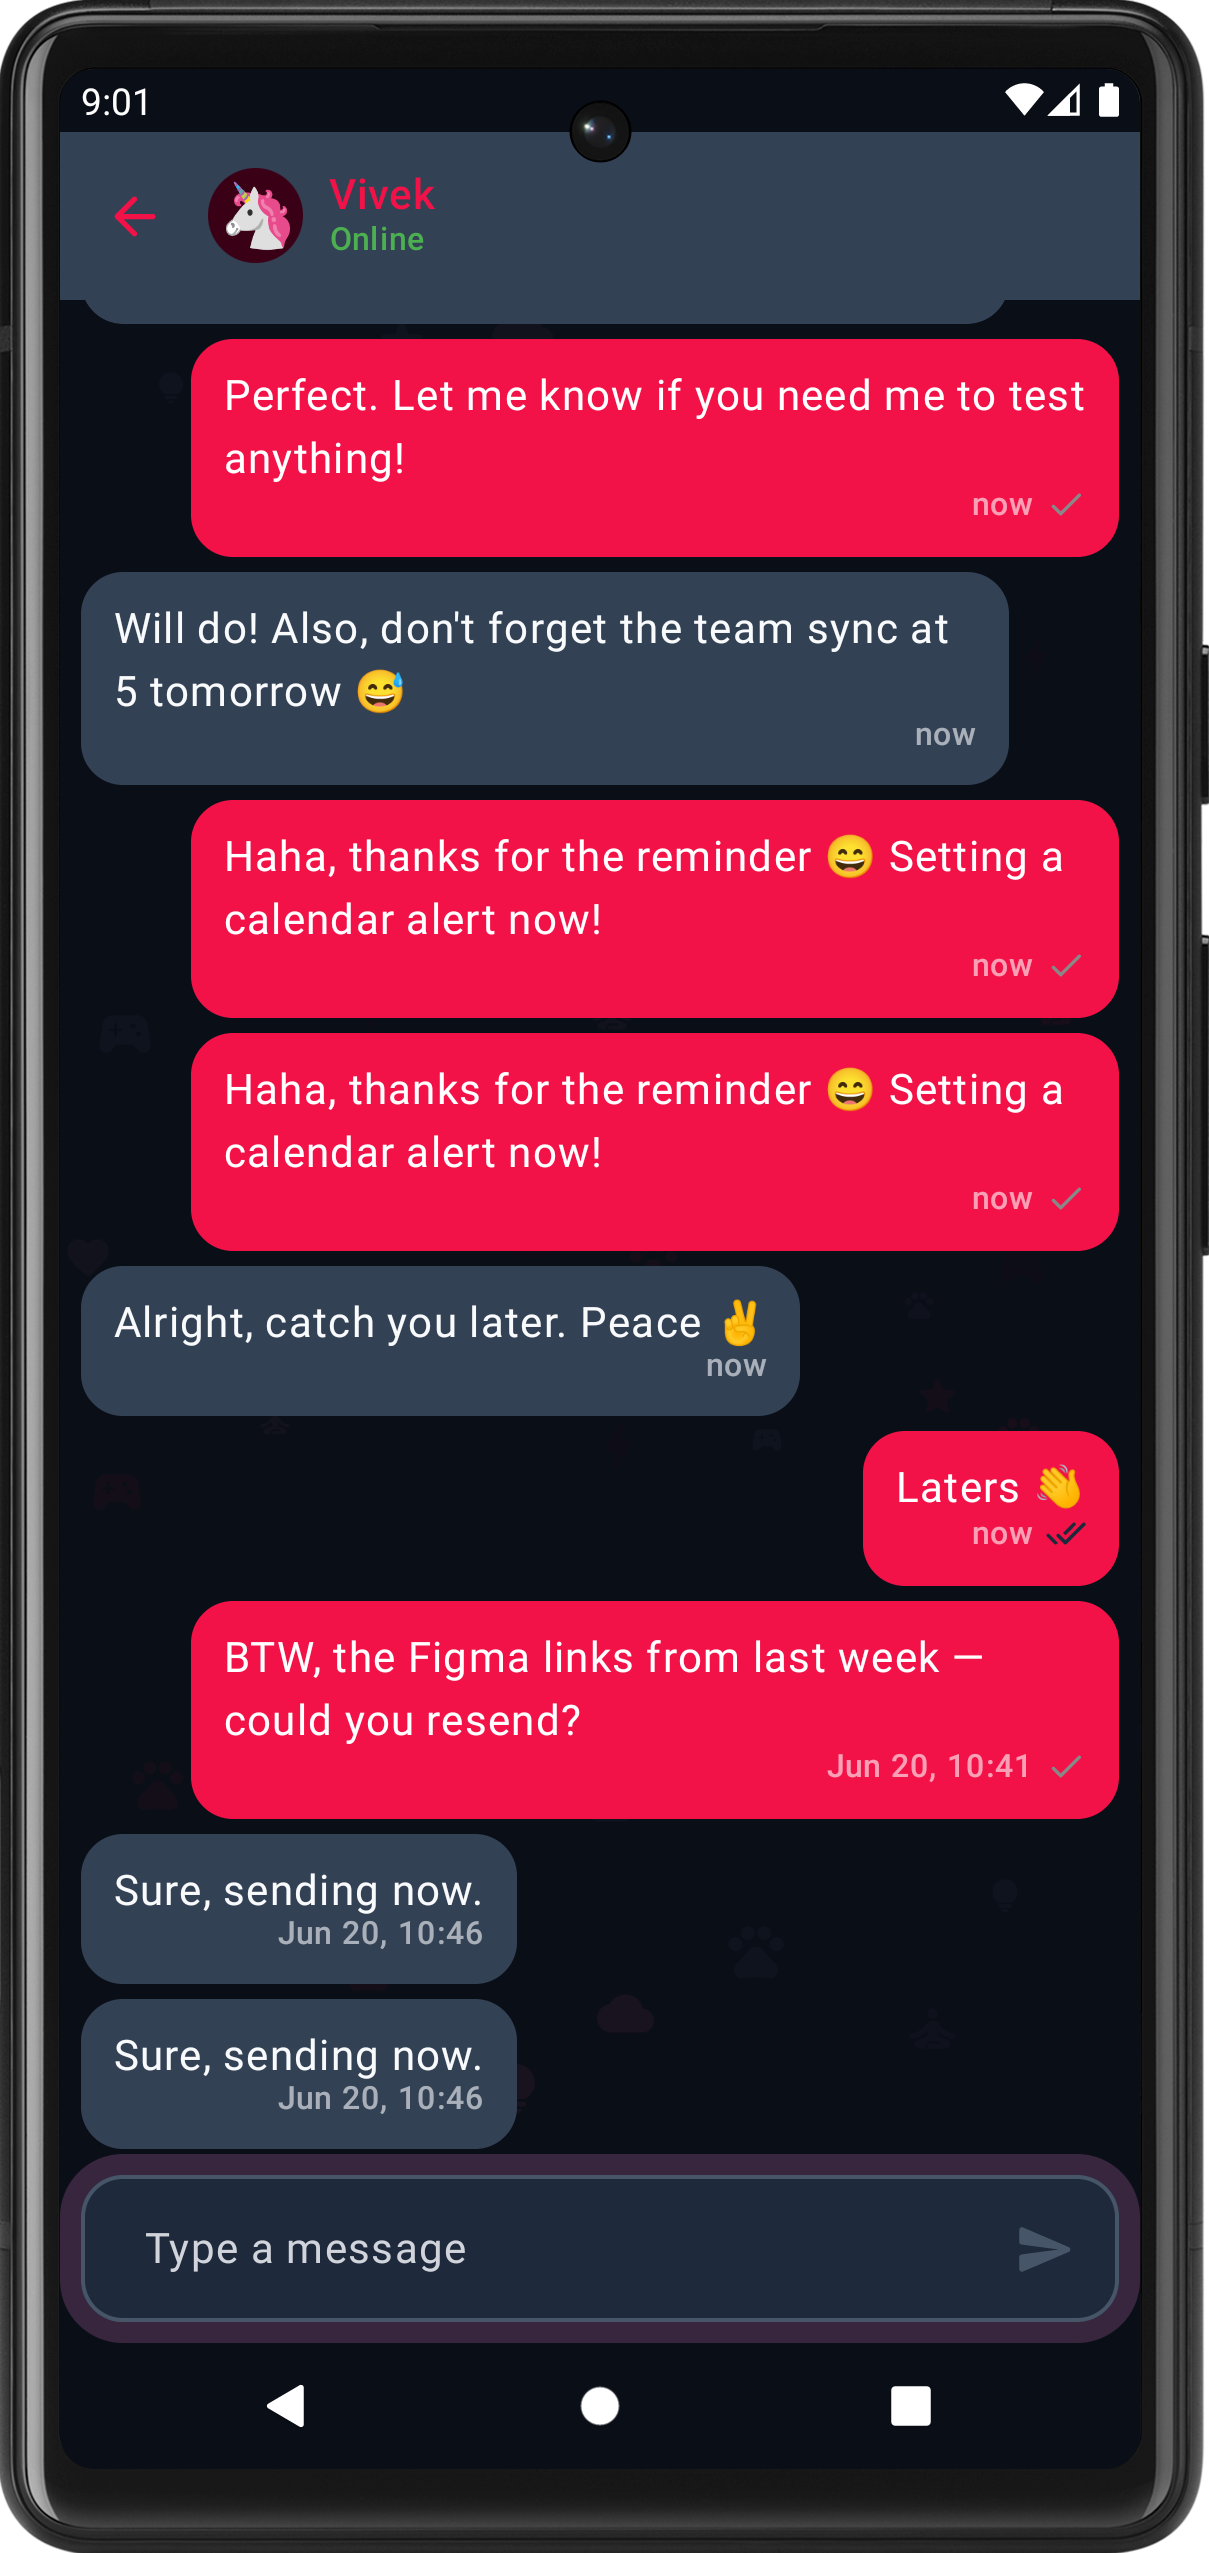 9:01
Vivek
Online
Perfect. Let me know if you need me to test
anything!
now
Will do! Also, don't forget the team sync at
5 tomorrow 😅
now
Haha, thanks for the reminder 😄 Setting a
calendar alert now!
now
Haha, thanks for the reminder 😄 Setting a
calendar alert now!
now
Alright, catch you later. Peace ✌️
now
Laters 👋
now
BTW, the Figma links from last week —
could you resend?
Jun 20, 10:41
Sure, sending now.
Jun 20, 10:46
Sure, sending now.
Jun 20, 10:46
Type a message